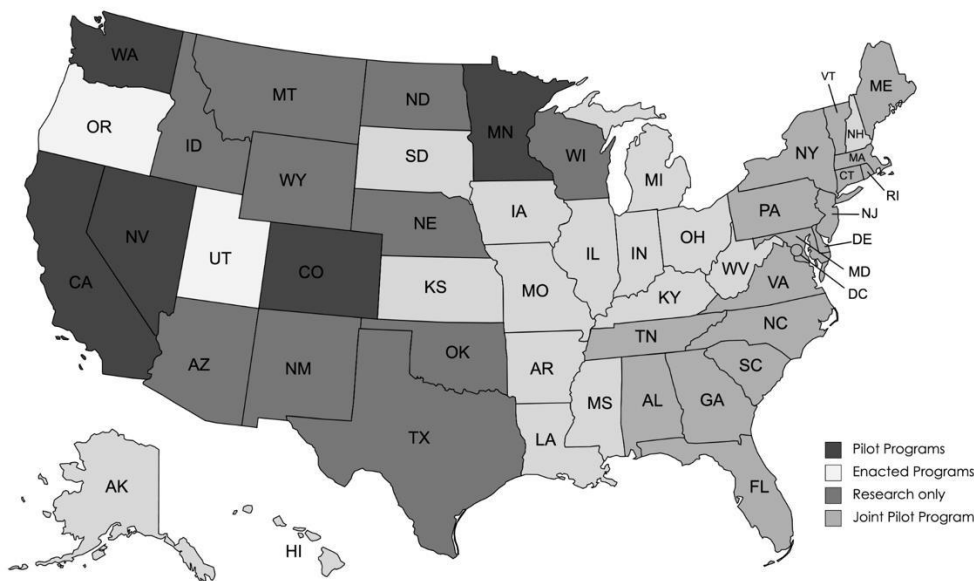 WA
MT
ND
MN
OR
ID
SD
WI
WY
MI
VT
ME
NH
NY
MA
CT
RI
NE
IA
PA
NJ
NV
UT
CO
IL
IN
OH
DE
MD
DC
CA
KS
MO
WV
KY
VA
AZ
NM
OK
AR
TN
NC
SC
TX
LA
MS
AL
GA
FL
AK
HI
Pilot Programs
Enacted Programs
Research only
Joint Pilot Program